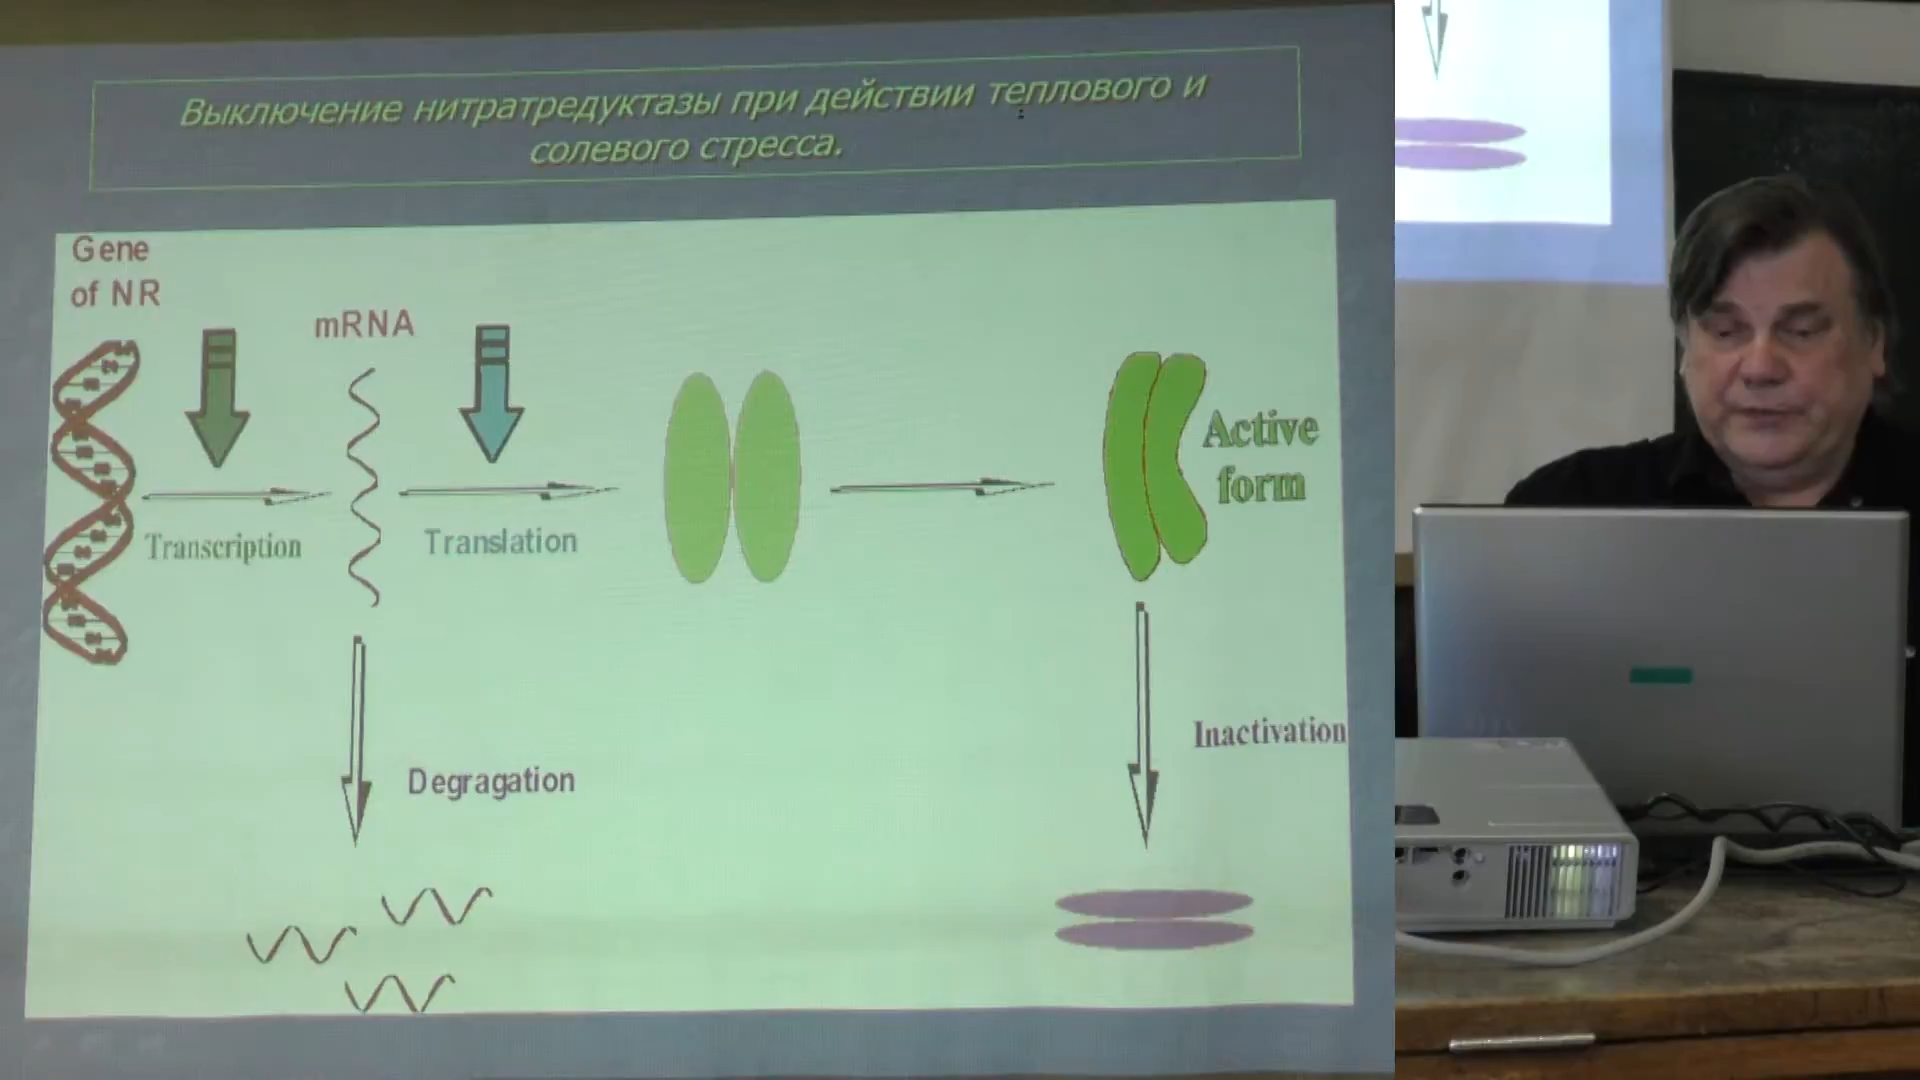 Выключение нитратредуктазы при действии теплового и
солевого стресса.
Gene
of NR
mRNA
Transcription
Translation
Active
form
Degragation
Inactivation